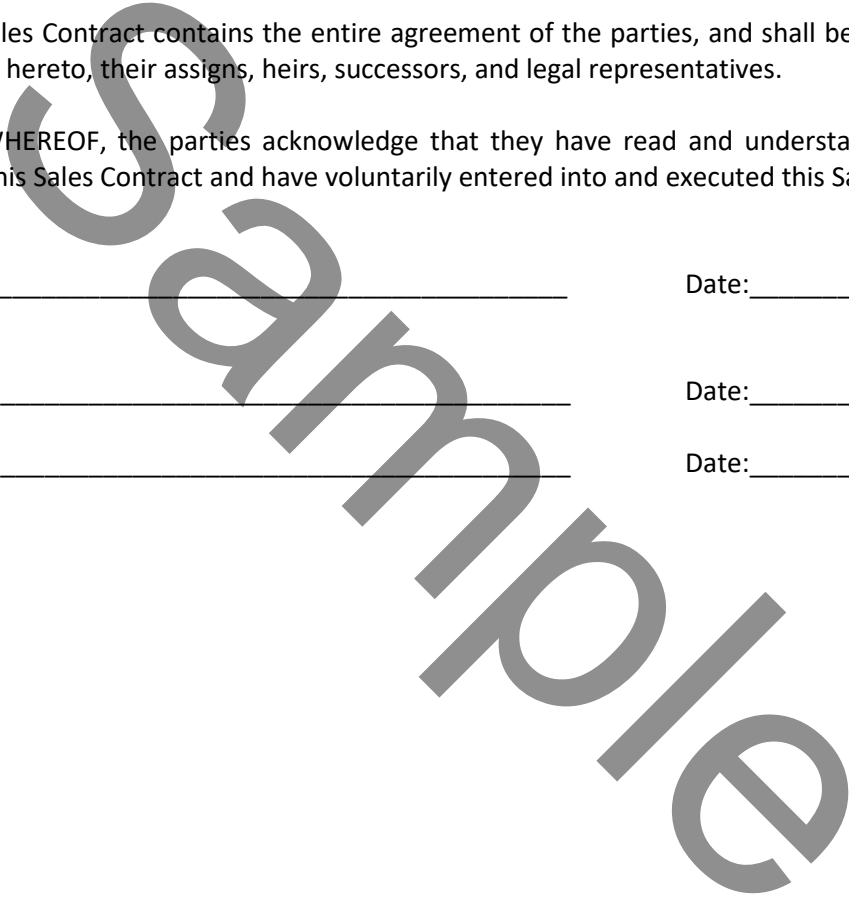 les Contract contains the entire agreement of the parties, and shall be
hereto, their assigns, heirs, successors, and legal representatives.
WHEREOF, the parties acknowledge that they have read and understa
his Sales Contract and have voluntarily entered into and executed this Sa
Date:
Date:
Date:
Sample